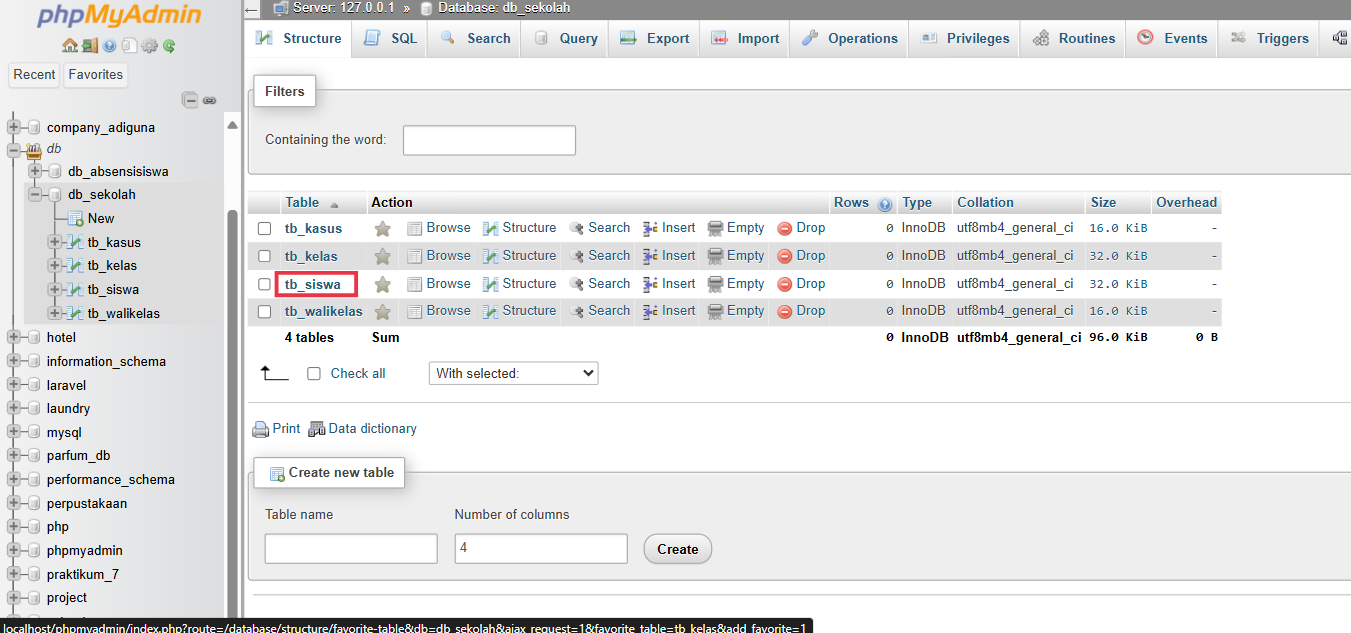 phpMyAdmin
Recent Favorites
company_adiguna
db
db_absensisiswa
db_sekolah
New
tb_kasus
tb_kelas
tb_siswa
tb_walikelas
hotel
information_schema
laravel
laundry
mysql
parfum_db
performance_schema
perpustakaan
php
phpmyadmin
praktikum_7
project
Server: 127.0.0.1 » Database: db_sekolah
Structure SQL Search Query Export Import Operations Privileges Routines Events Triggers
Filters
Containing the word:
Table Action Rows Type Collation Size Overhead
tb_kasus Browse Structure Search Insert Empty Drop 0 InnoDB utf8mb4_general_ci 16.0 KiB -
tb_kelas Browse Structure Search Insert Empty Drop 0 InnoDB utf8mb4_general_ci 32.0 KiB -
tb_siswa Browse Structure Search Insert Empty Drop 0 InnoDB utf8mb4_general_ci 32.0 KiB -
tb_walikelas Browse Structure Search Insert Empty Drop 0 InnoDB utf8mb4_general_ci 16.0 KiB -
4 tables Sum 0 InnoDB utf8mb4_general_ci 96.0 KiB 0 B
Check all With selected:
Print Data dictionary
Create new table
Table name Number of columns
4 Create
localhost/phpmyadmin/index.php?route=/database/structure/favorite-table&db=db_sekolah&ajax_request=1&favorite_table=tb_kelas&add_favorite=1